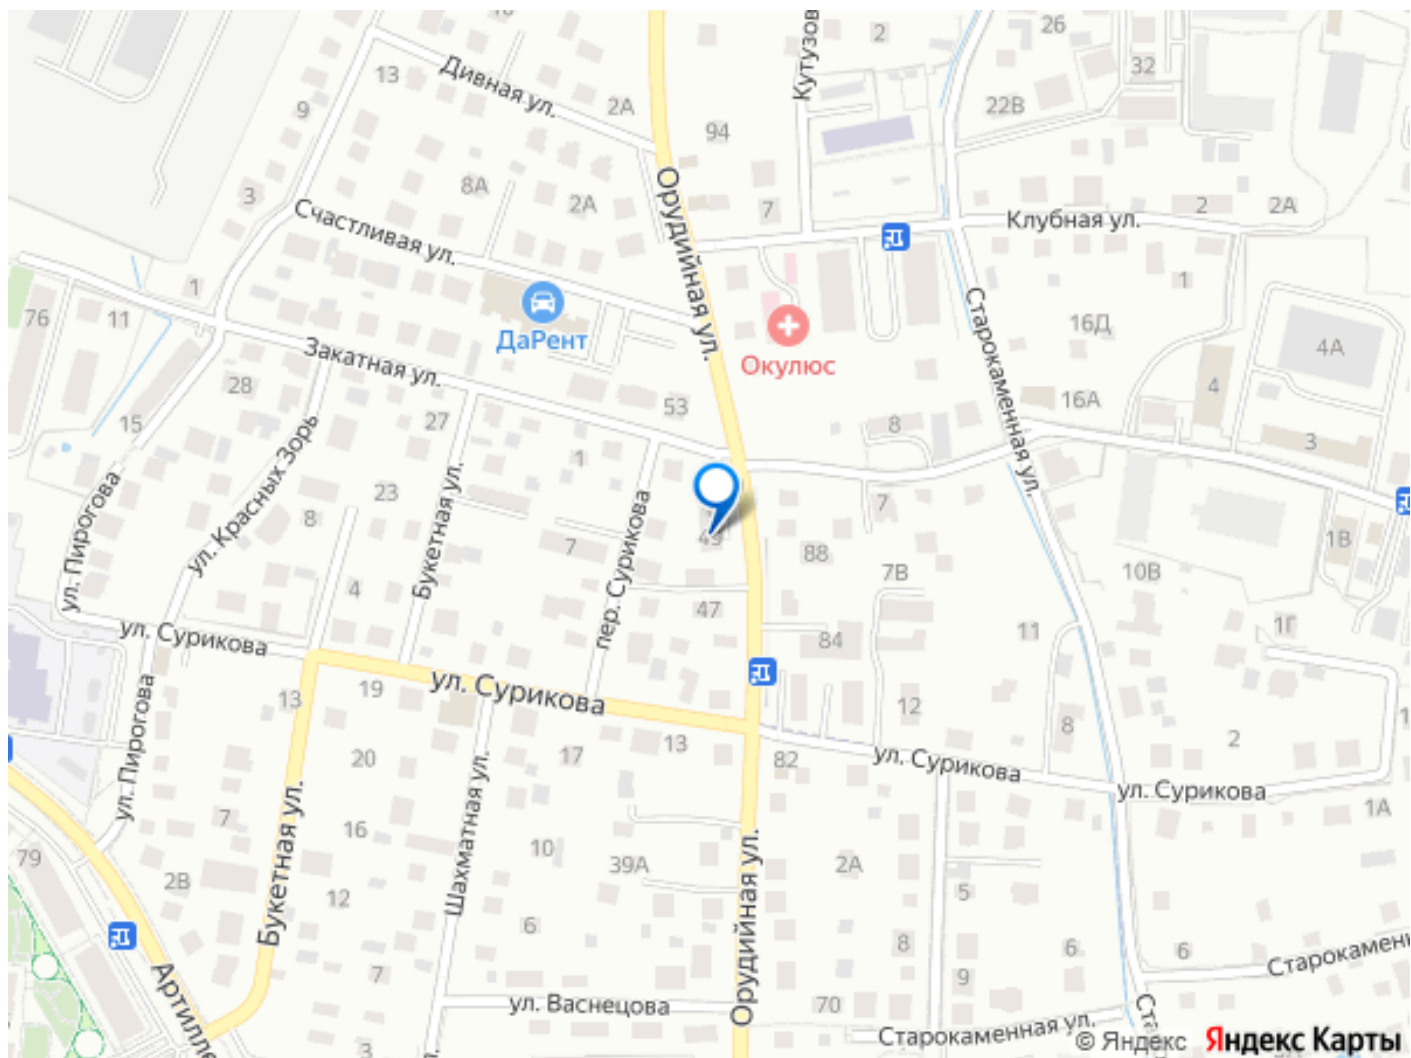 26
2
Кутузов
13
Дивная ул.
32
2А
22В
9
94
8А
3
2А
7
2
2А
Счастливая ул.
Орудийная ул.
Клубная ул.
1
1
76
11
ДаРент
Окулюс
Старокаменная ул.
16Д
4А
Закатная ул.
28
53
16А
4
15
27
8
3
1
ул. Пирогова
ул. Красных Зорь
23
Букетная ул.
пер. Сурикова
7
8
7
88
1В
4
7В
10В
47
ул. Сурикова
84
11
1Г
13
19
ул. Сурикова
12
8
2
ул. Пирогова
20
17
13
82
ул. Сурикова
ул. Сурикова
1А
7
16
Шахматная ул.
10
39А
2А
79
2В
Букетная ул.
12
Орудийная ул.
5
6
8
6
6
7
9
Артилле
ул. Васнецова
70
Старокаменн
Старокаменная ул.
3
© Яндекс
Яндекс Карты